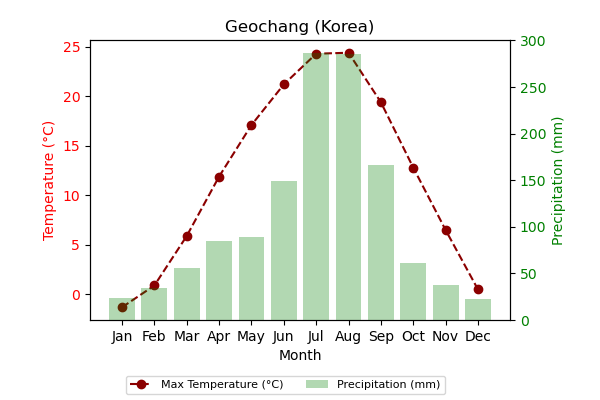 Geochang (Korea)
Temperature (°C)
25
20
15
10
5
0
300
250
200
150
100
50
0
Precipitation (mm)
Jan Feb Mar Apr May Jun Jul Aug Sep Oct Nov Dec
Month
Max Temperature (°C) Precipitation (mm)